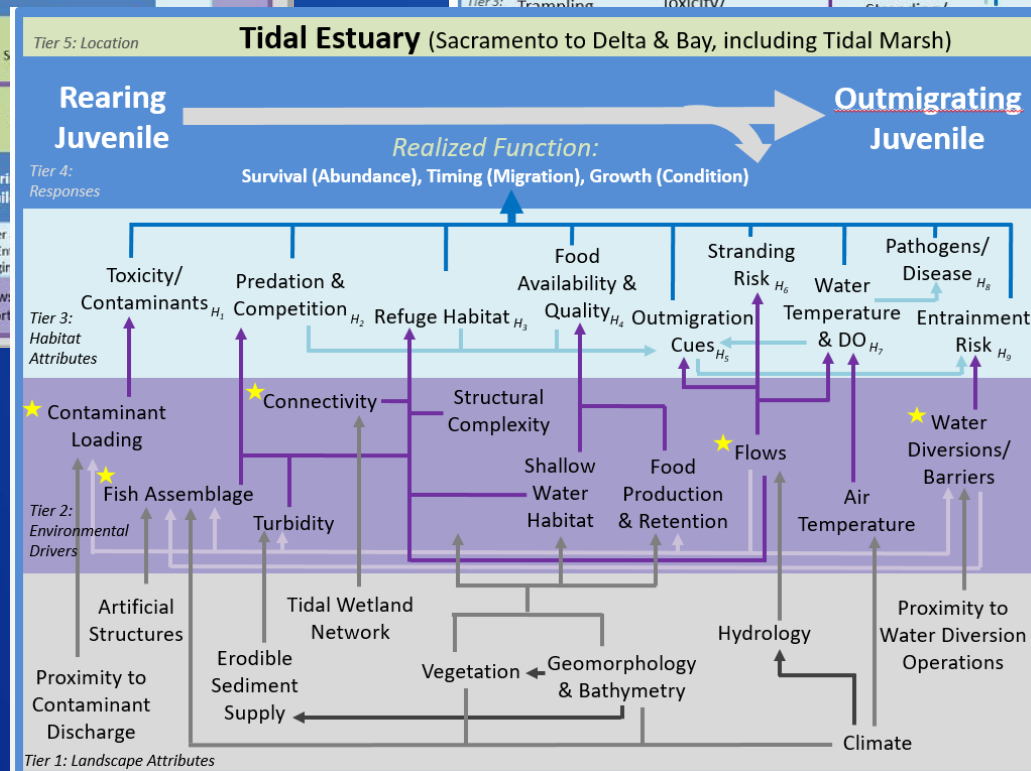 Trampling
Toxicity/
Tier 5: Location
Tidal Estuary (Sacramento to Delta & Bay, including Tidal Marsh)
Rearing
Juvenile
Outmigrating
Juvenile
Realized Function:
Survival (Abundance), Timing (Migration), Growth (Condition)
Tier 4:
Responses
Toxicity/
Contaminants H1
Predation &
Competition H2
Refuge Habitat H3
Food
Availability &
Quality H4
Outmigration
Cues H5
Stranding
Risk H6
Water
Temperature
& DO H7
Pathogens/
Disease H8
Entrainment
Risk H9
Tier 3:
Habitat
Attributes
Contaminant
Loading
Fish Assemblage
Connectivity
Structural
Complexity
Turbidity
Shallow
Water
Habitat
Food
Production
& Retention
Flows
Air
Temperature
Water
Diversions/
Barriers
Tier 2:
Environmental
Drivers
Proximity to
Contaminant
Discharge
Artificial
Structures
Erodible
Sediment
Supply
Tidal Wetland
Network
Vegetation
Geomorphology
& Bathymetry
Hydrology
Climate
Proximity to
Water Diversion
Operations
Tier 1: Landscape Attributes